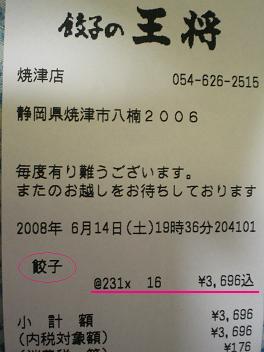 餃子の王将
焼津店 054-626-2515
静岡県焼津市八楠2006
毎度有り難うございます。
またのお越しをお待ちしております
2008年 6月14日(土)19時36分204101
餃子
@231x 16 ¥3,696込
小計額 ¥3,696
(内税対象額) ¥3,696
¥176